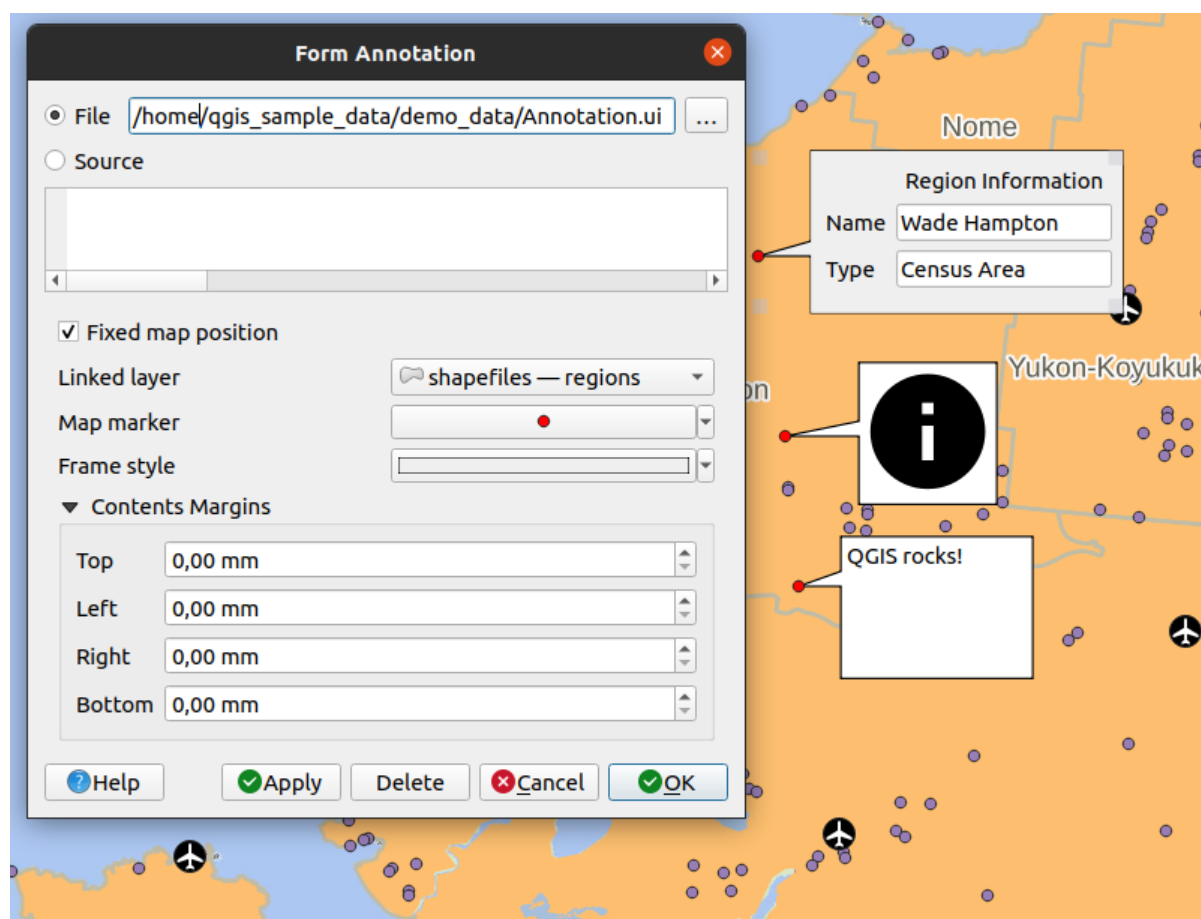 Form Annotation
File
/home/qgis_sample_data/demo_data/Annotation.ui
...
Source
Fixed map position
Linked layer
shapefiles — regions
Map marker
Frame style
Contents Margins
Top
0,00 mm
Left
0,00 mm
Right
0,00 mm
Bottom
0,00 mm
?Help
Apply
Delete
Cancel
OK
Nome
Region Information
Name
Wade Hampton
Type
Census Area
Yukon-Koyukuk
on
i
QGIS rocks!